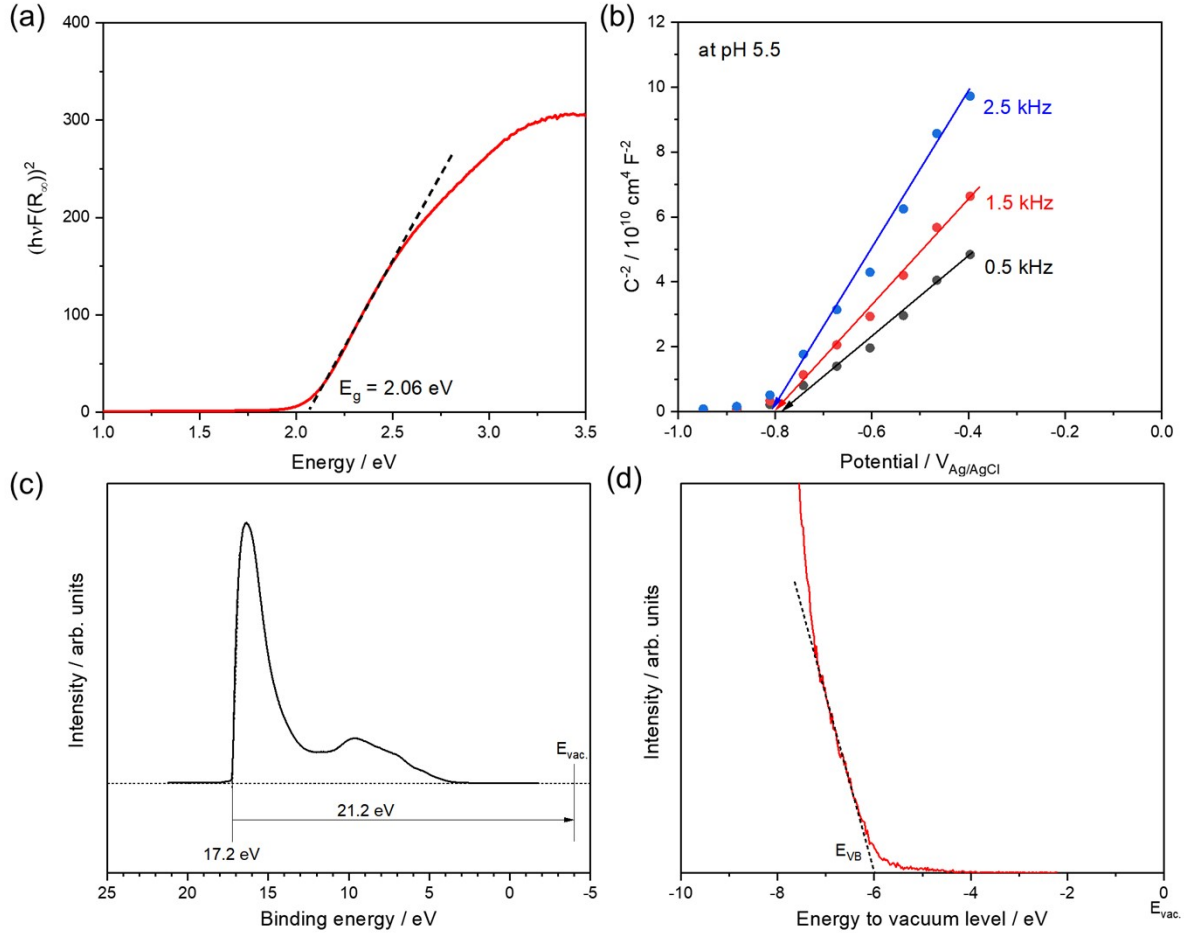 (a)
400
300
200
100
0
(hνF(R∞))²
E_g = 2.06 eV
1.0 1.5 2.0 2.5 3.0 3.5
Energy / eV
(b)
12
10
8
6
4
2
0
C⁻² / 10¹⁰ cm⁴ F⁻²
at pH 5.5
2.5 kHz
1.5 kHz
0.5 kHz
-1.0 -0.8 -0.6 -0.4 -0.2 0.0
Potential / V_Ag/AgCl
(c)
Intensity / arb. units
E_vac.
21.2 eV
17.2 eV
25 20 15 10 5 0 -5
Binding energy / eV
(d)
Intensity / arb. units
E_VB
-10 -8 -6 -4 -2 0
E_vac.
Energy to vacuum level / eV